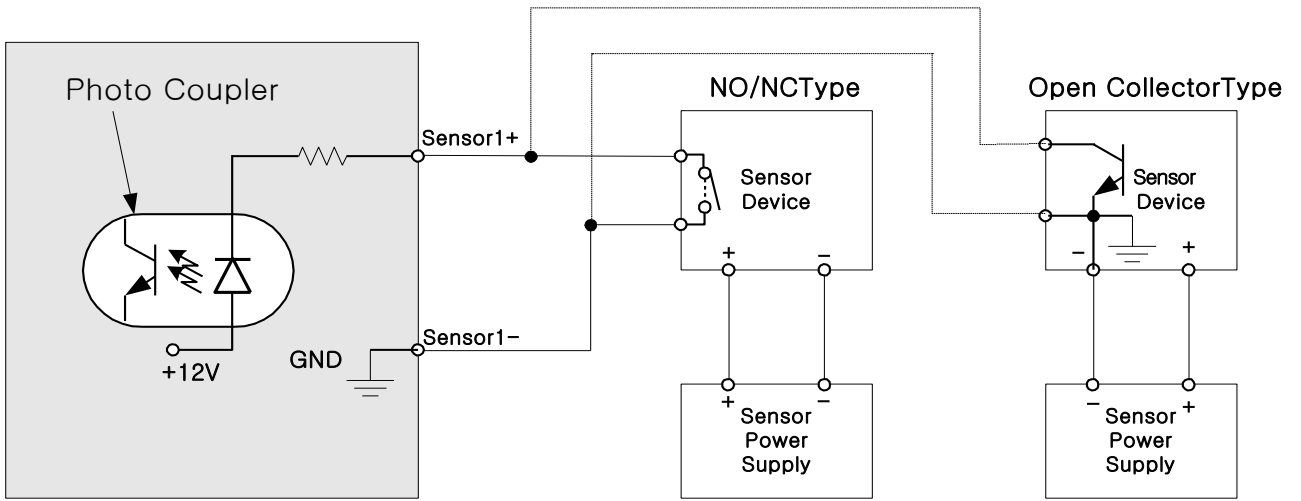 Photo Coupler
NO/NCType
Open CollectorType
Sensor1+
Sensor
Device
Sensor
Device
+
−
−
+
Sensor1−
GND
+12V
+
−
Sensor
Power
Supply
−
+
Sensor
Power
Supply